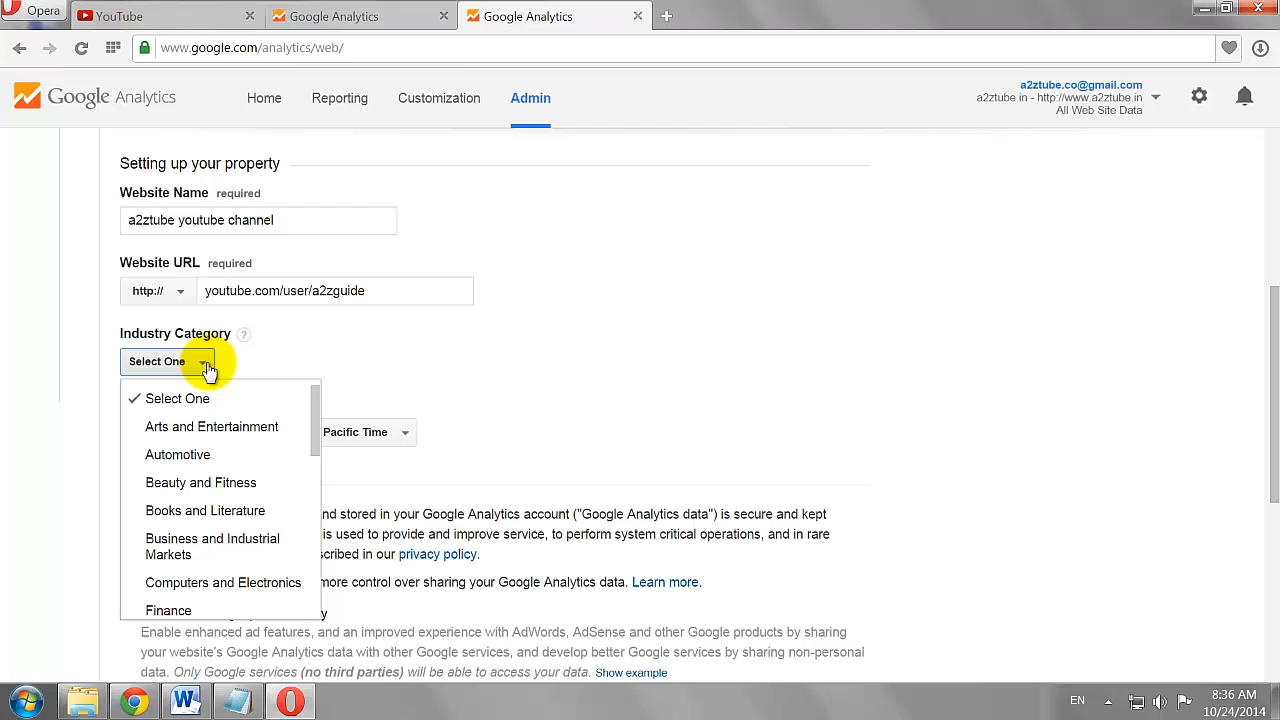 Opera
YouTube
Google Analytics
Google Analytics
www.google.com/analytics/web/
Google Analytics
Home
Reporting
Customization
Admin
a2ztube.co@gmail.com
a2ztube.in - http://www.a2ztube.in
All Web Site Data
Setting up your property
Website Name required
a2ztube youtube channel
Website URL required
http:// youtube.com/user/a2zguide
Industry Category ?
Select One
Select One
Arts and Entertainment
Automotive
Beauty and Fitness
Books and Literature
Business and Industrial
Markets
Computers and Electronics
Finance
Pacific Time
nd stored in your Google Analytics account ("Google Analytics data") is secure and kept
is used to provide and improve service, to perform system critical operations, and in rare
scribed in our privacy policy.
more control over sharing your Google Analytics data. Learn more.
Enable enhanced ad features, and an improved experience with AdWords, AdSense and other Google products by sharing
your website's Google Analytics data with other Google services, and develop better Google services by sharing non-personal
data. Only Google services (no third parties) will be able to access your data. Show example
EN
8:36 AM
10/24/2014